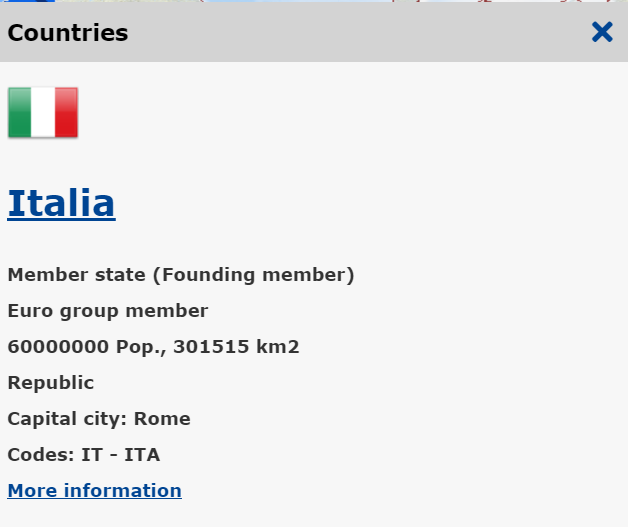 Countries
Italia
Member state (Founding member)
Euro group member
60000000 Pop., 301515 km2
Republic
Capital city: Rome
Codes: IT - ITA
More information